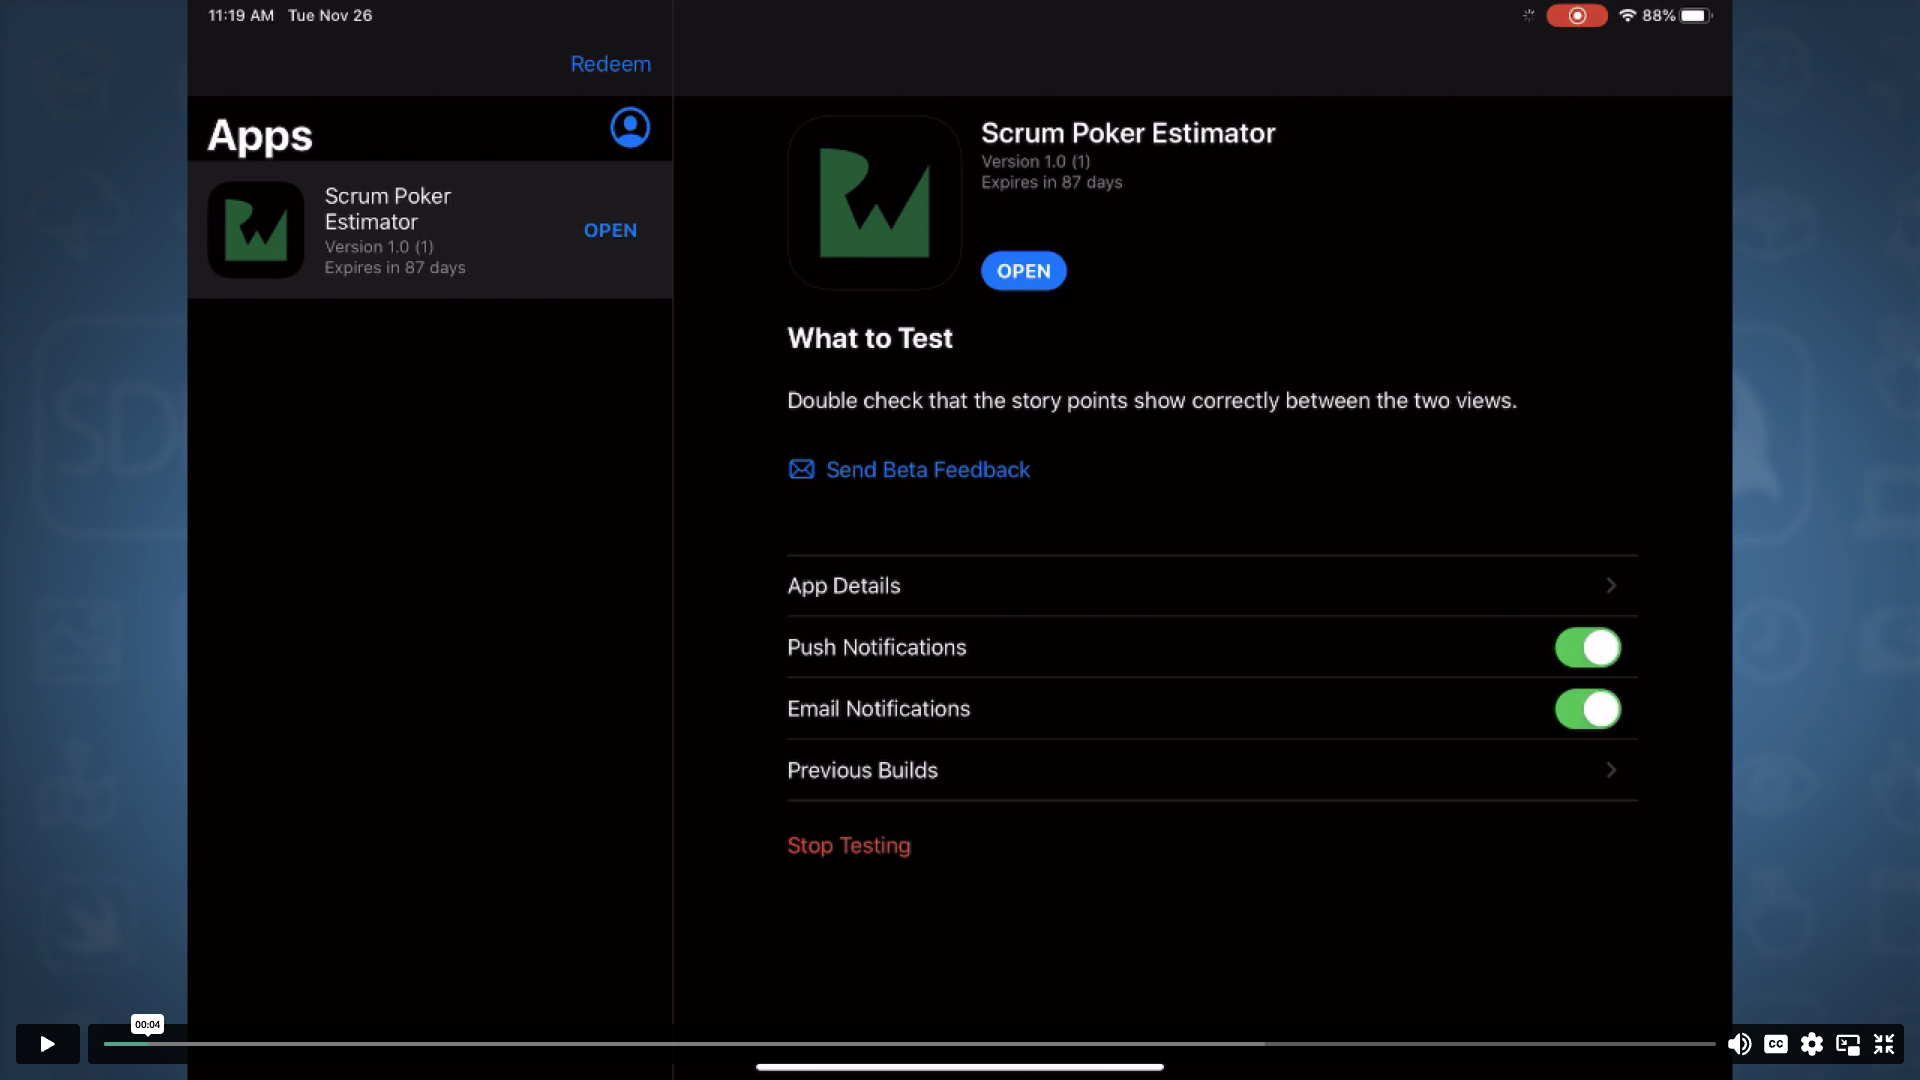 11:19 AM Tue Nov 26
88%
Redeem
Apps
Scrum Poker
Estimator
Version 1.0 (1)
Expires in 87 days
OPEN
Scrum Poker Estimator
Version 1.0 (1)
Expires in 87 days
OPEN
What to Test
Double check that the story points show correctly between the two views.
Send Beta Feedback
App Details
Push Notifications
Email Notifications
Previous Builds
Stop Testing
SD
00:04
CC